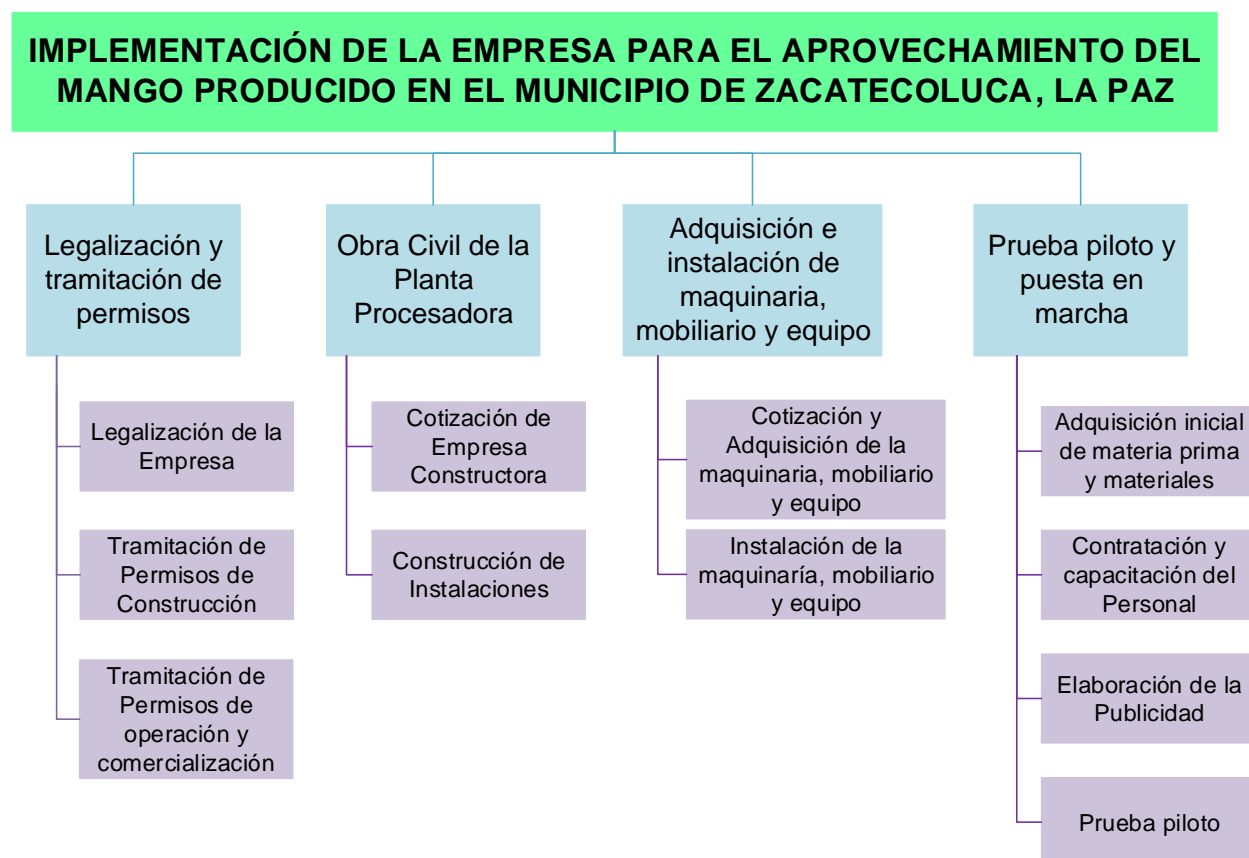 IMPLEMENTACIÓN DE LA EMPRESA PARA EL APROVECHAMIENTO DEL
MANGO PRODUCIDO EN EL MUNICIPIO DE ZACATECOLUCA, LA PAZ
Legalización y
tramitación de
permisos
Legalización de la
Empresa
Tramitación de
Permisos de
Construcción
Tramitación de
Permisos de
operación y
comercialización
Obra Civil de la
Planta
Procesadora
Cotización de
Empresa
Constructora
Construcción de
Instalaciones
Adquisición e
instalación de
maquinaria,
mobiliario y equipo
Cotización y
Adquisición de la
maquinaria, mobiliario
y equipo
Instalación de la
maquinaría, mobiliario
y equipo
Prueba piloto y
puesta en
marcha
Adquisición inicial
de materia prima
y materiales
Contratación y
capacitación del
Personal
Elaboración de la
Publicidad
Prueba piloto